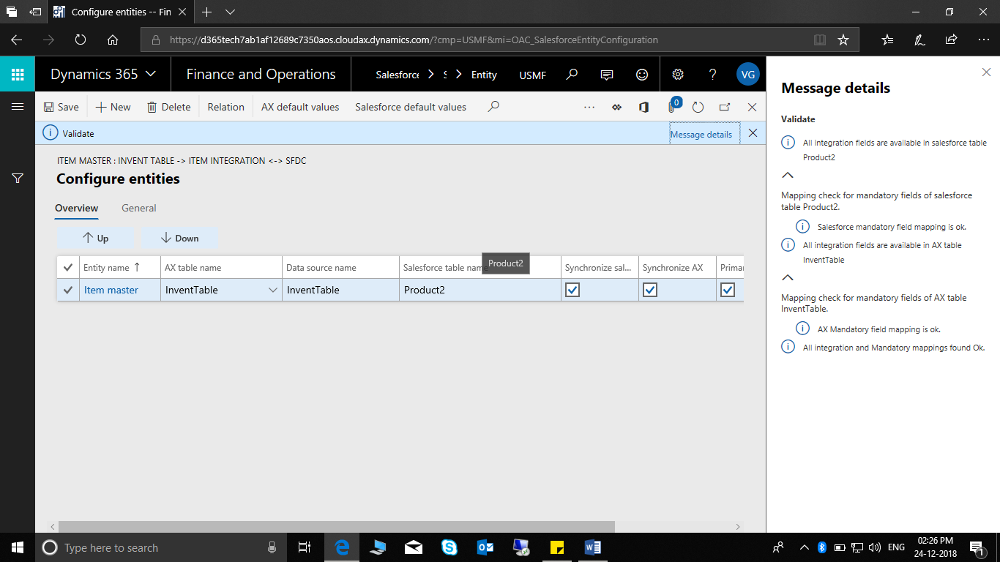 Configure entities -- Fin
https://d365tech7ab1af12689c7350aos.cloudax.dynamics.com/?cmp=USMF&mi=OAC_SalesforceEntityConfiguration
Dynamics 365
Finance and Operations
Salesforce
Entity
USMF
?
VG
Save
New
Delete
Relation
AX default values
Salesforce default values
0
Validate
Message details
ITEM MASTER : INVENT TABLE -> ITEM INTEGRATION <-> SFDC
Configure entities
Overview
General
Up
Down
Entity name
AX table name
Data source name
Salesforce table name
Product2
Synchronize sal...
Synchronize AX
Item master
InventTable
InventTable
Product2
Message details
Validate
All integration fields are available in salesforce table
Product2
Mapping check for mandatory fields of salesforce
table Product2.
Salesforce mandatory field mapping is ok.
All integration fields are available in AX table
InventTable
Mapping check for mandatory fields of AX table
InventTable.
AX Mandatory field mapping is ok.
All integration and Mandatory mappings found Ok.
Type here to search
ENG
02:26 PM
24-12-2018
1